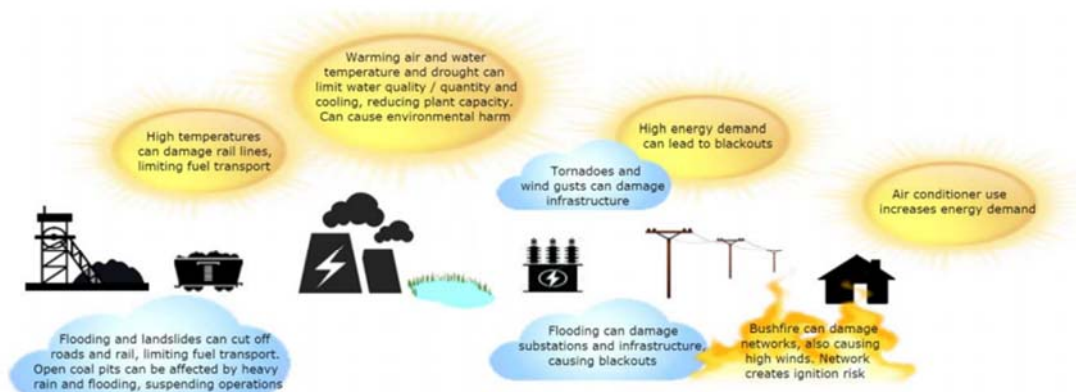 Warming air and water
temperature and drought can
limit water quality / quantity and
cooling, reducing plant capacity.
Can cause environmental harm
High temperatures
can damage rail lines,
limiting fuel transport
High energy demand
can lead to blackouts
Tornadoes and
wind gusts can damage
infrastructure
Air conditioner use
increases energy demand
Flooding and landslides can cut off
roads and rail, limiting fuel transport.
Open coal pits can be affected by heavy
rain and flooding, suspending operations
Flooding can damage
substations and infrastructure,
causing blackouts
Bushfire can damage
networks, also causing
high winds. Network
creates ignition risk